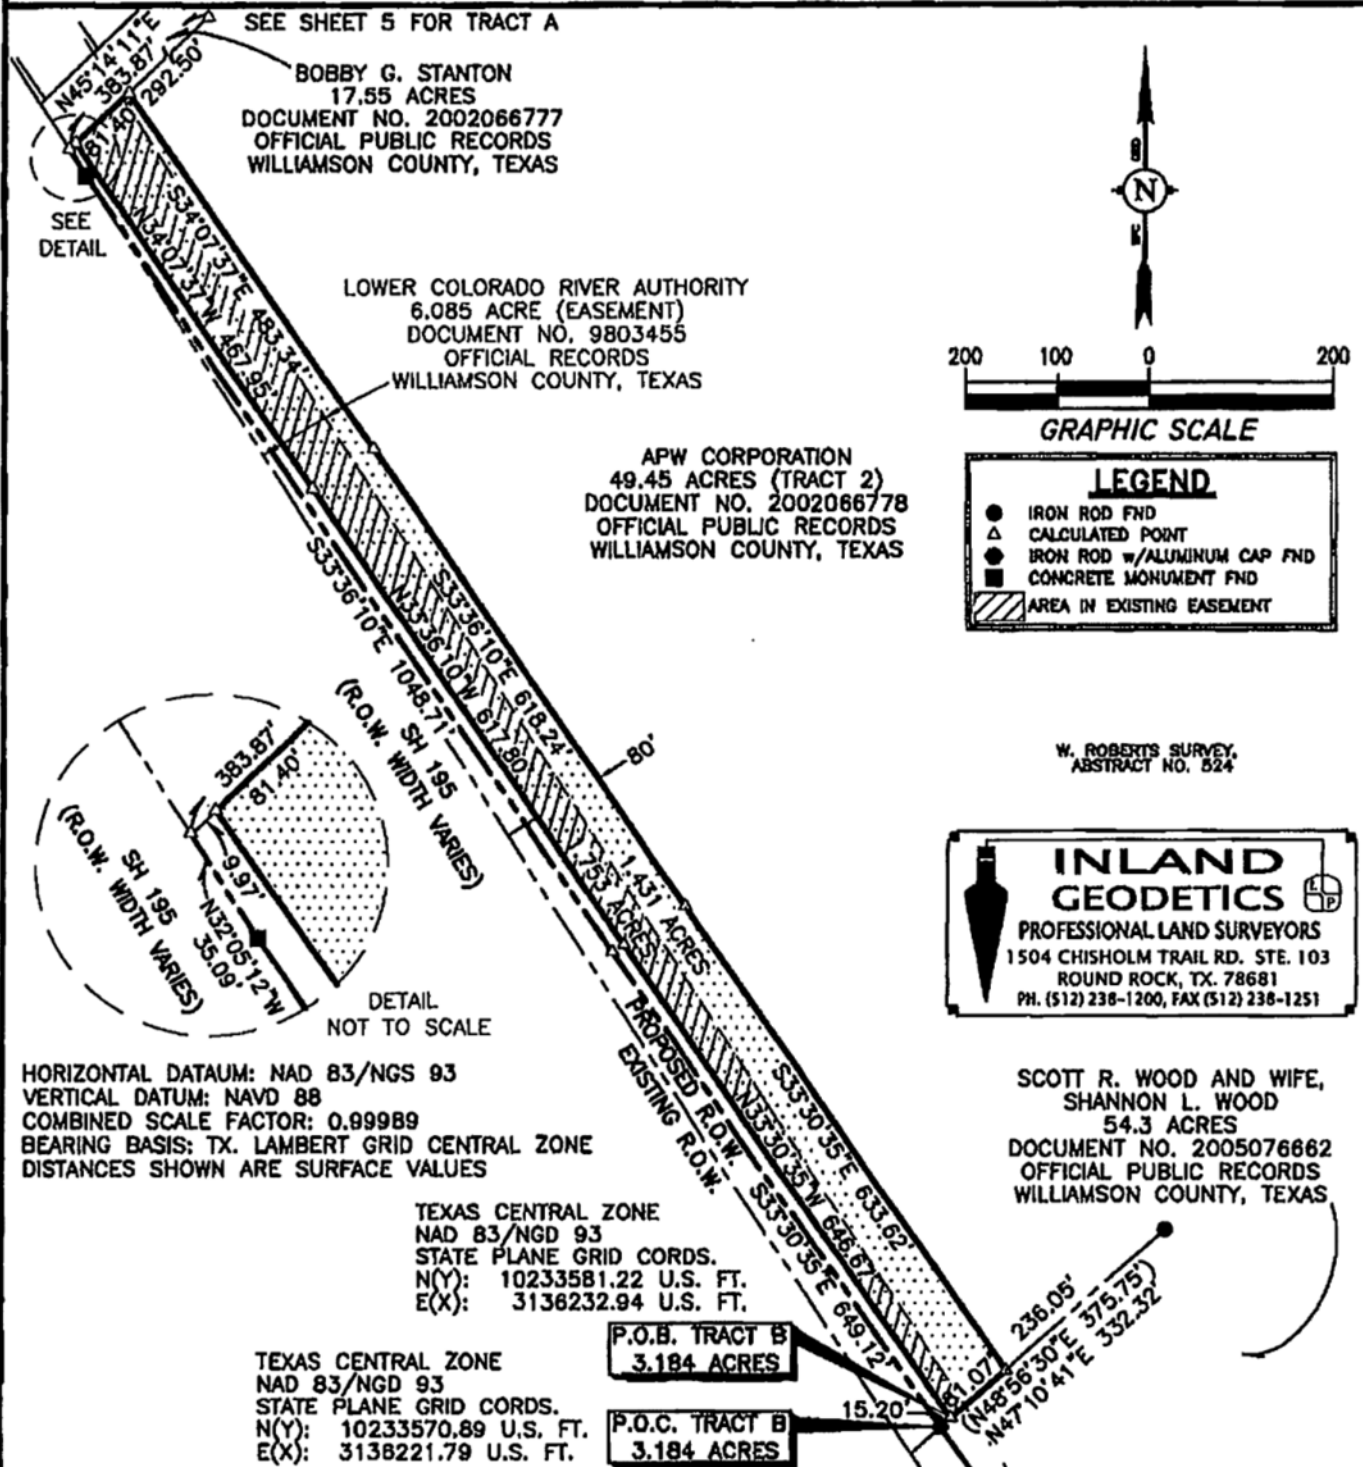 SEE SHEET 5 FOR TRACT A
N45°14'11"E
383.87'
292.50'
81.40'
BOBBY G. STANTON
17.55 ACRES
DOCUMENT NO. 2002066777
OFFICIAL PUBLIC RECORDS
WILLIAMSON COUNTY, TEXAS
SEE
DETAIL
GRD
N
SPC
S34°07'37"E 483.34'
N34°07'37"W 467.95'
LOWER COLORADO RIVER AUTHORITY
6.085 ACRE (EASEMENT)
DOCUMENT NO. 9803455
OFFICIAL RECORDS
WILLIAMSON COUNTY, TEXAS
200 100 0 200
GRAPHIC SCALE
APW CORPORATION
49.45 ACRES (TRACT 2)
DOCUMENT NO. 2002066778
OFFICIAL PUBLIC RECORDS
WILLIAMSON COUNTY, TEXAS
LEGEND
IRON ROD FND
CALCULATED POINT
IRON ROD w/ALUMINUM CAP FND
CONCRETE MONUMENT FND
AREA IN EXISTING EASEMENT
S33°36'10"E 1048.71'
N33°36'10"W 617.80'
S33°36'10"E 618.24'
SH 195
(R.O.W. WIDTH VARIES)
80'
W. ROBERTS SURVEY,
ABSTRACT NO. 524
383.87'
81.40'
9.97'
N32°05'12"W
35.09'
SH 195
(R.O.W. WIDTH VARIES)
DETAIL
NOT TO SCALE
1.431 ACRES
1.753 ACRES
INLAND
GEODETICS
L
P
PROFESSIONAL LAND SURVEYORS
1504 CHISHOLM TRAIL RD. STE. 103
ROUND ROCK, TX. 78681
PH. (512) 238-1200, FAX (512) 238-1251
HORIZONTAL DATAUM: NAD 83/NGS 93
VERTICAL DATUM: NAVD 88
COMBINED SCALE FACTOR: 0.99989
BEARING BASIS: TX. LAMBERT GRID CENTRAL ZONE
DISTANCES SHOWN ARE SURFACE VALUES
PROPOSED R.O.W.
EXISTING R.O.W.
S33°30'35"E 633.62'
N33°30'35"W 646.67'
S33°30'35"E 649.12'
SCOTT R. WOOD AND WIFE,
SHANNON L. WOOD
54.3 ACRES
DOCUMENT NO. 2005076662
OFFICIAL PUBLIC RECORDS
WILLIAMSON COUNTY, TEXAS
TEXAS CENTRAL ZONE
NAD 83/NGD 93
STATE PLANE GRID CORDS.
N(Y): 10233581.22 U.S. FT.
E(X): 3136232.94 U.S. FT.
P.O.B. TRACT B
3.184 ACRES
TEXAS CENTRAL ZONE
NAD 83/NGD 93
STATE PLANE GRID CORDS.
N(Y): 10233570.89 U.S. FT.
E(X): 3136221.79 U.S. FT.
P.O.C. TRACT B
3.184 ACRES
15.20'
81.07'
236.05'
(N48°56'30"E 375.75')
N47°10'41"E 332.32'